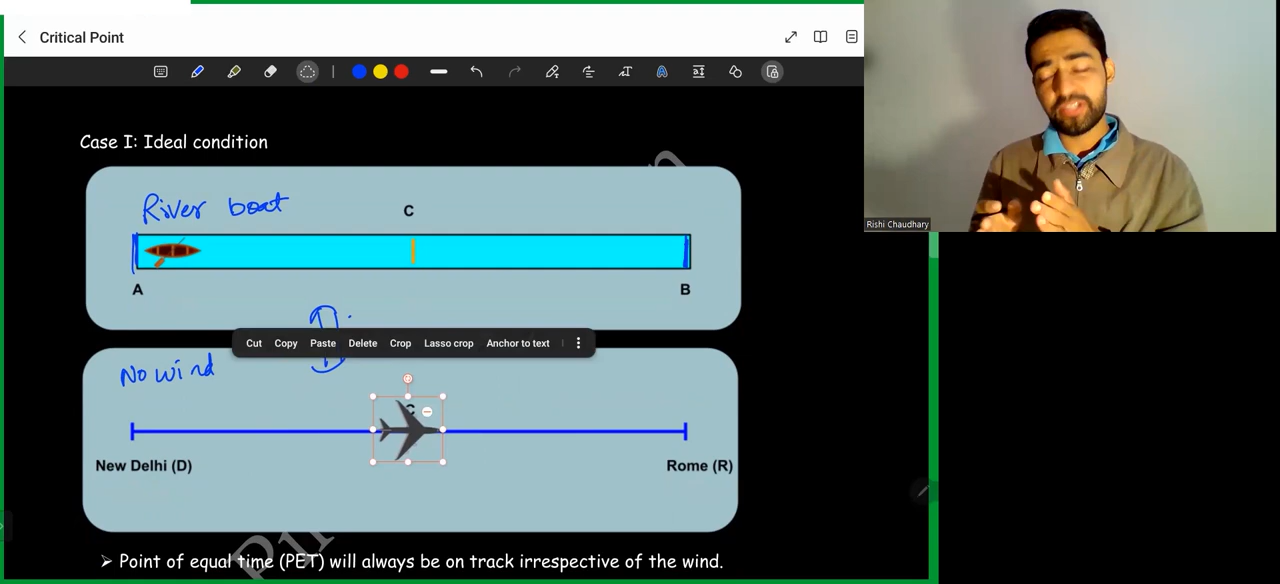 Critical Point
Case I: Ideal condition
River boat
C
A
B
Rishi Chaudhary
Cut Copy Paste Delete Crop Lasso crop Anchor to text
No wind
C
New Delhi (D)
Rome (R)
➤ Point of equal time (PET) will always be on track irrespective of the wind.